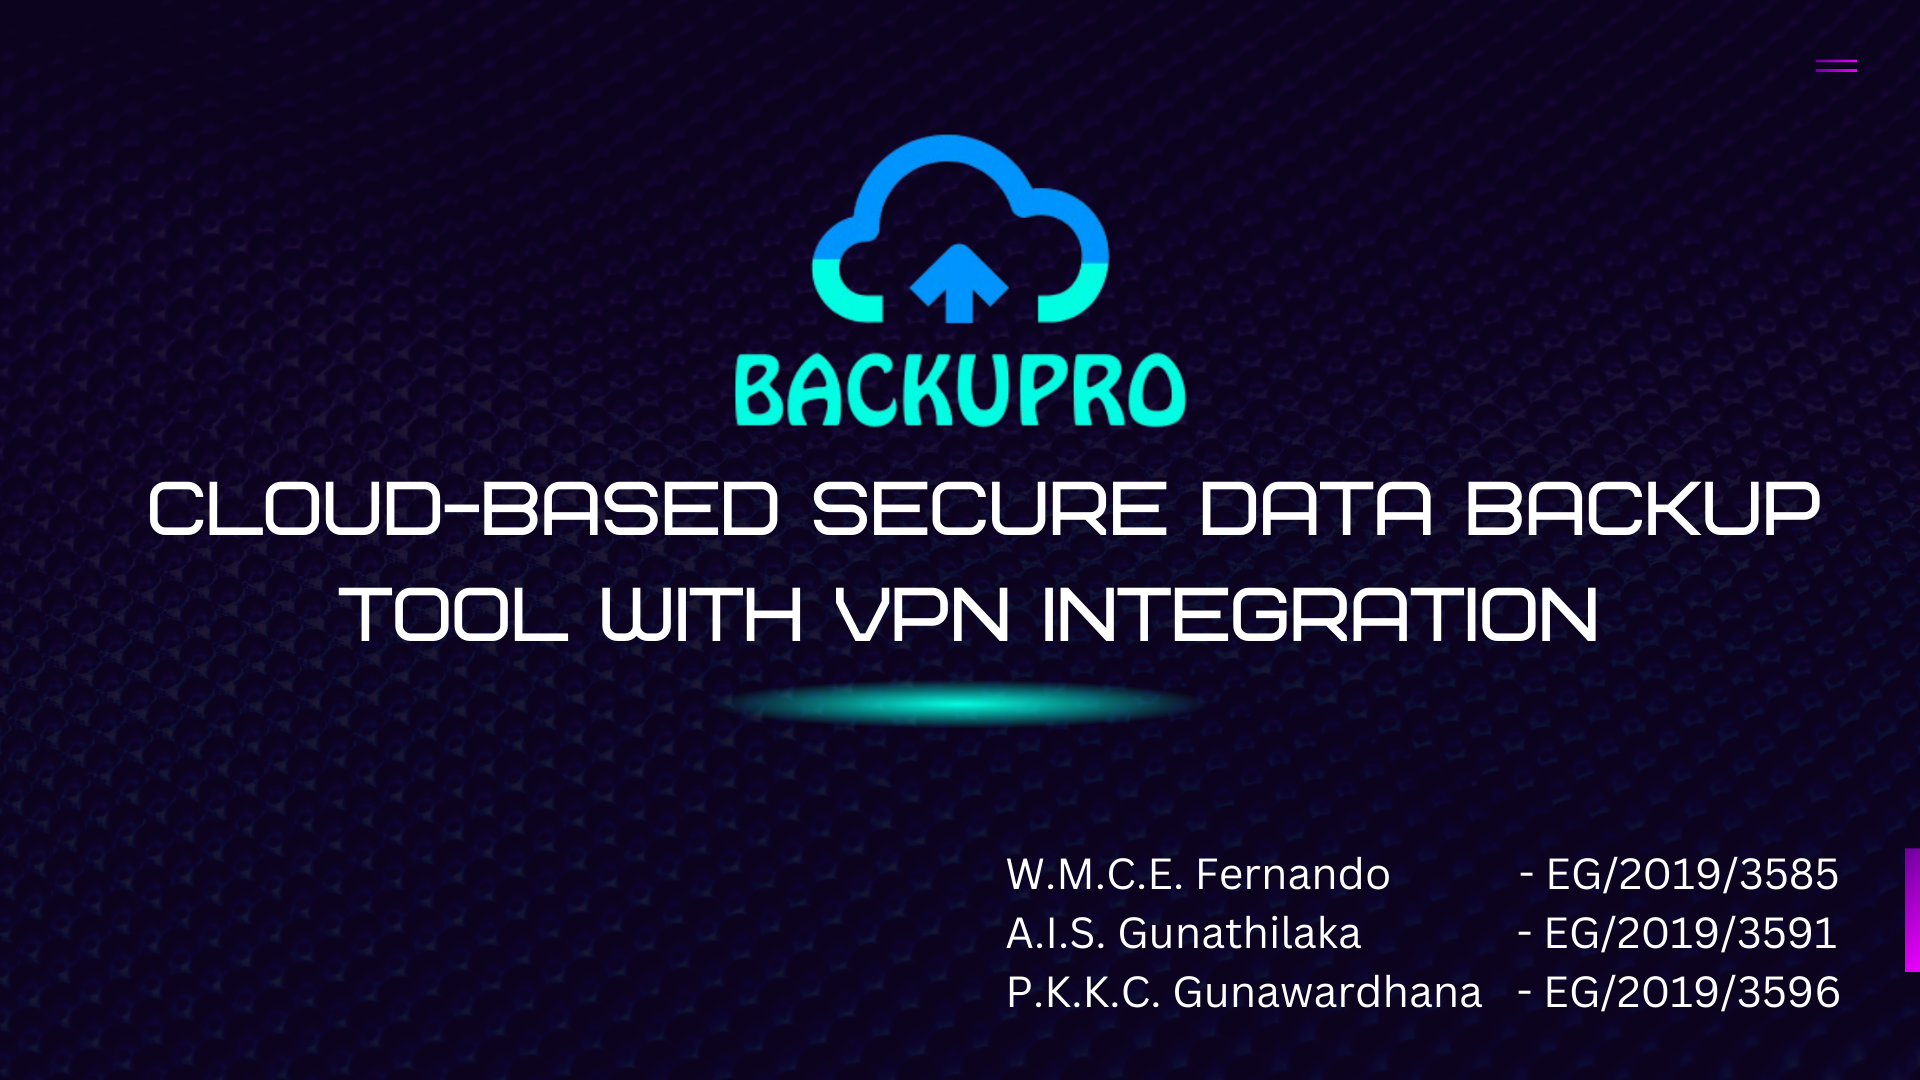 BACKUPRO
CLOUD-BASED SECURE DATA BACKUP
TOOL WITH VPN INTEGRATION
W.M.C.E. Fernando - EG/2019/3585
A.I.S. Gunathilaka - EG/2019/3591
P.K.K.C. Gunawardhana - EG/2019/3596